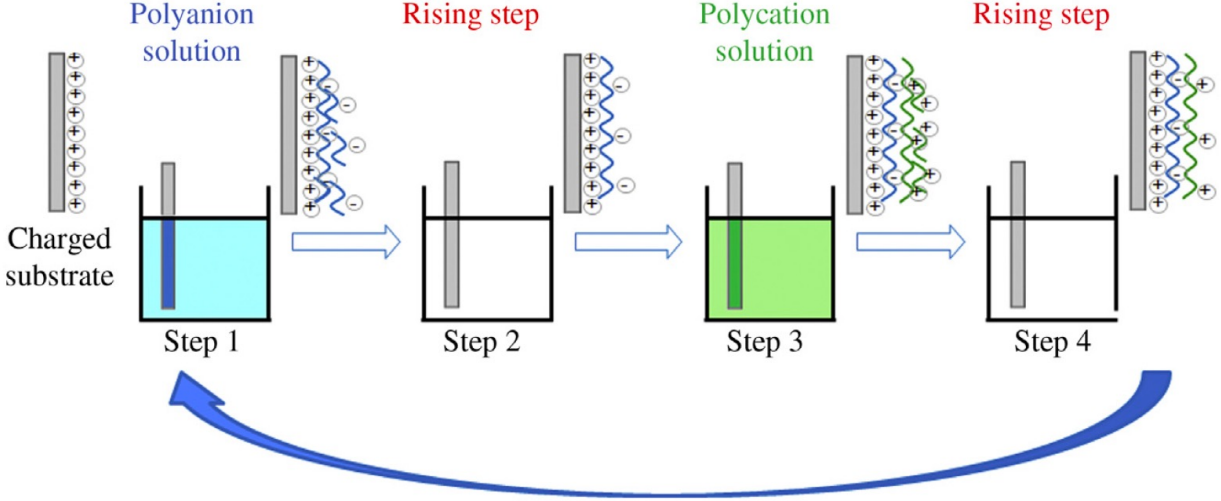 Polyanion
solution
Rising step
Polycation
solution
Rising step
Charged
substrate
Step 1
Step 2
Step 3
Step 4